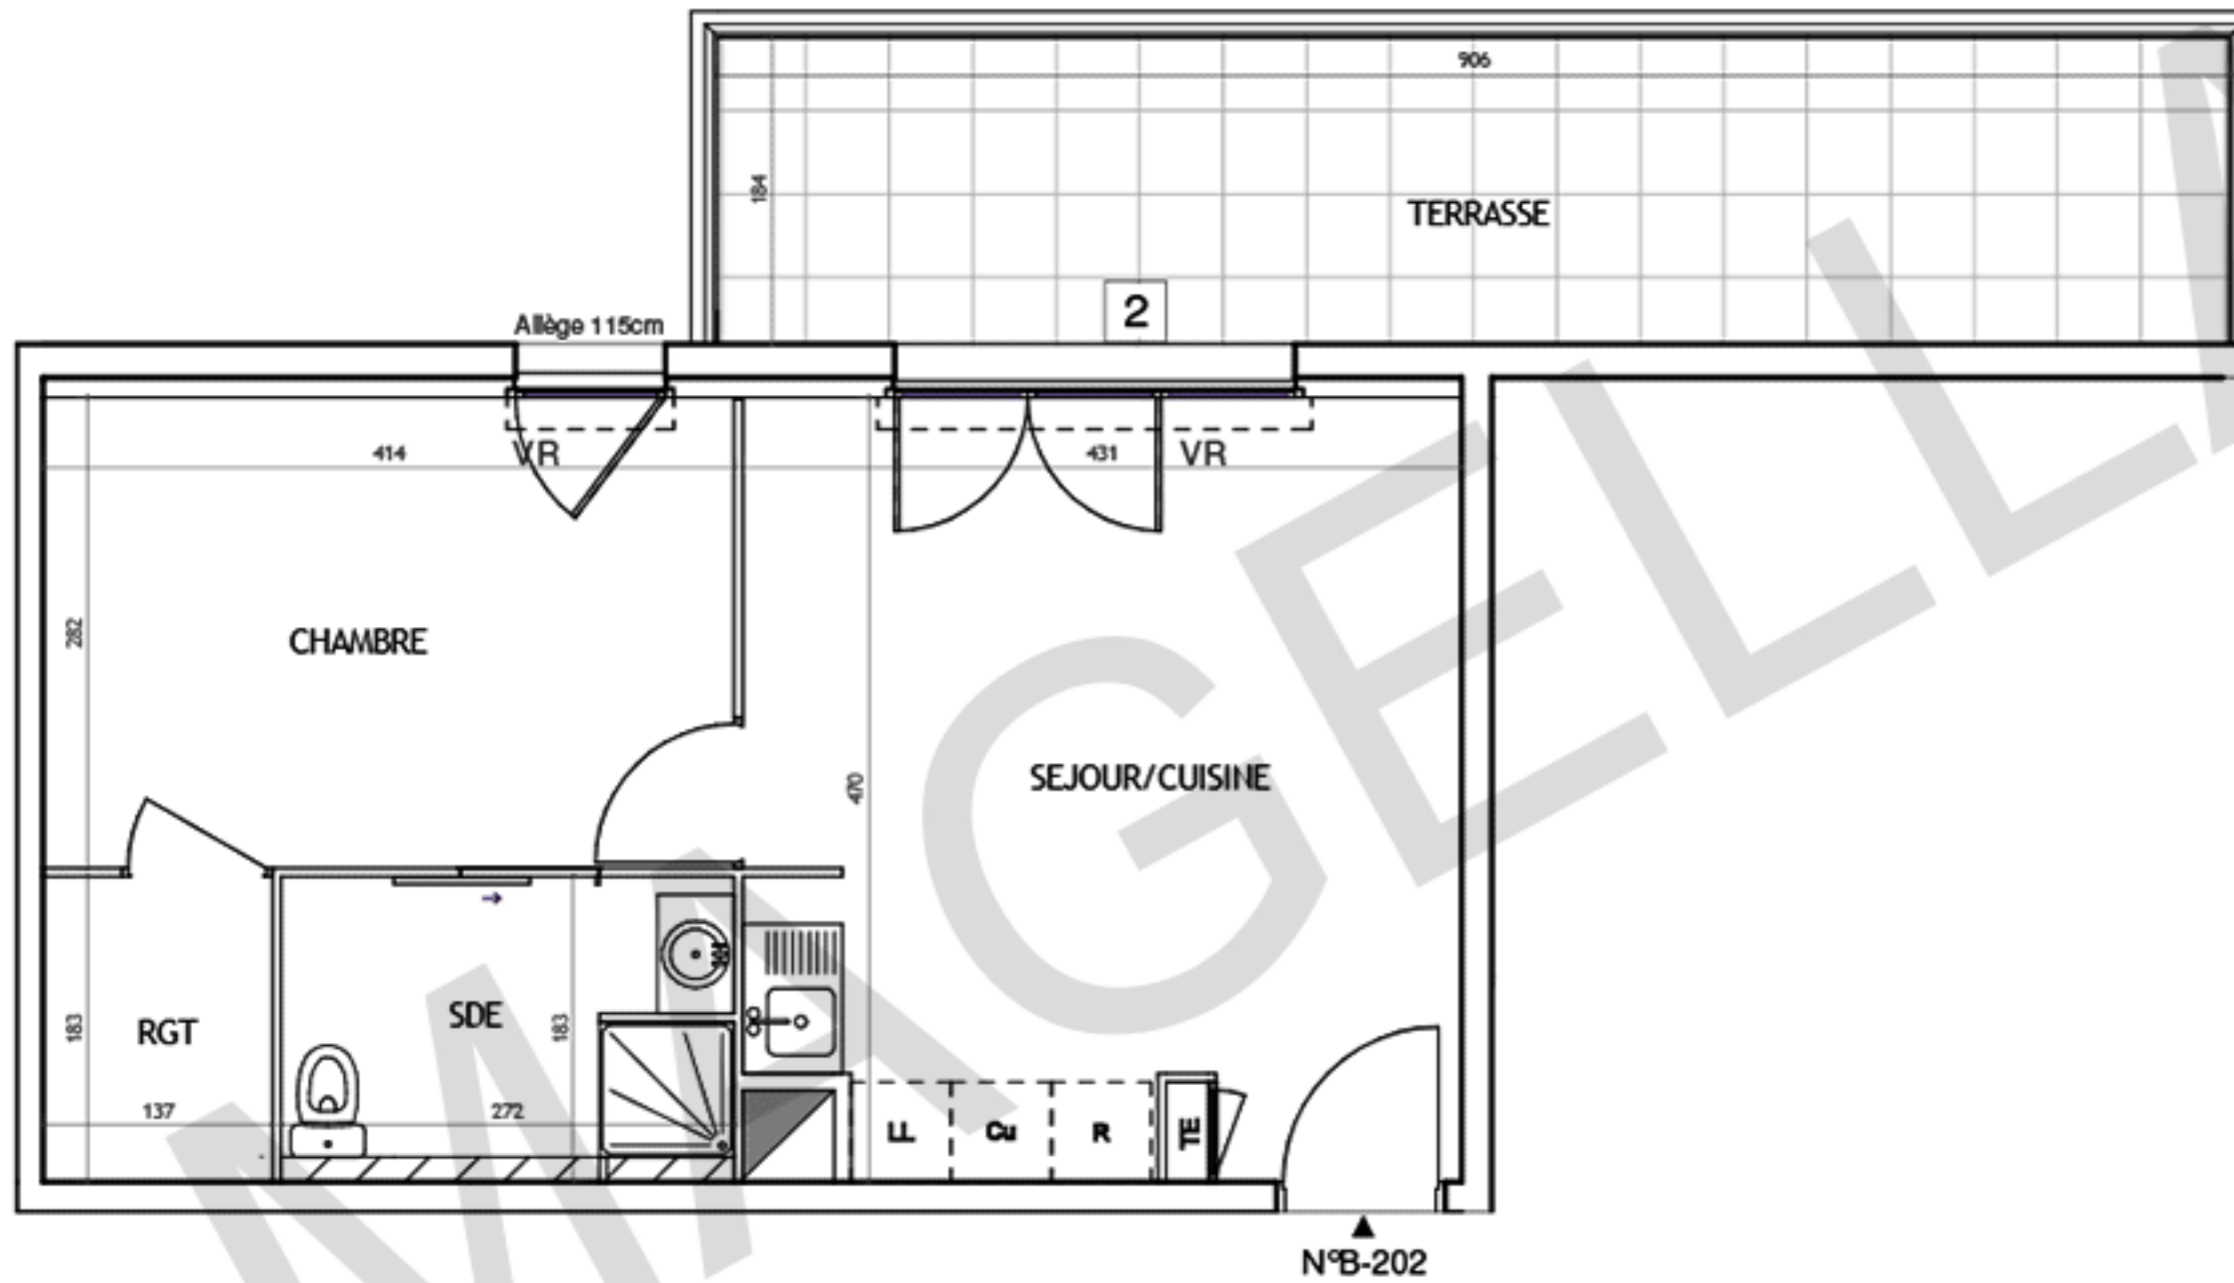 906
184
TERRASSE
2
Allège 115cm
414
VR
431
VR
282
CHAMBRE
470
SEJOUR/CUISINE
183
RGT
SDE
183
137
272
LL
Cu
R
TE
N°B-202
MAGELLA